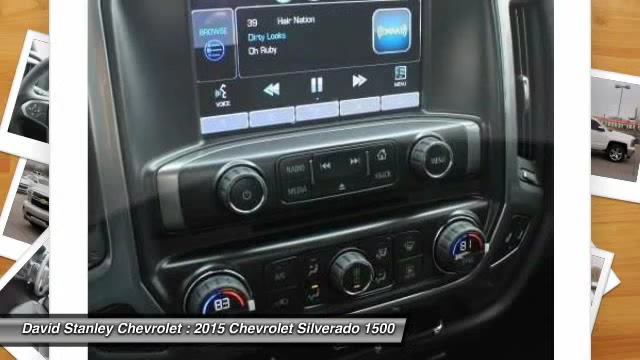 39 Hair Nation
BROWSE
Dirty Looks
Oh Ruby
VOICE
MENU
RADIO
MEDIA
BACK
MENU
81
83
David Stanley Chevrolet : 2015 Chevrolet Silverado 1500